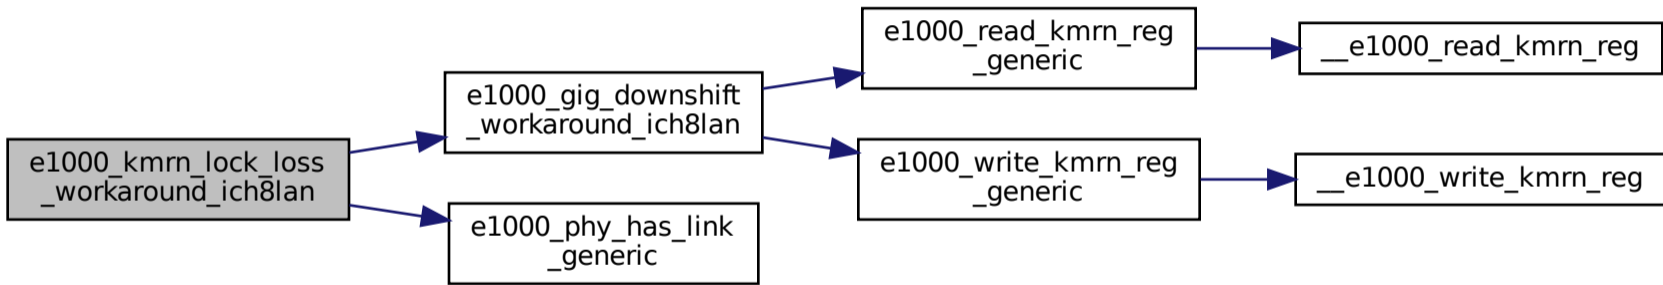 e1000_kmrn_lock_loss
_workaround_ich8lan
e1000_gig_downshift
_workaround_ich8lan
e1000_phy_has_link
_generic
e1000_read_kmrn_reg
_generic
e1000_write_kmrn_reg
_generic
__e1000_read_kmrn_reg
__e1000_write_kmrn_reg